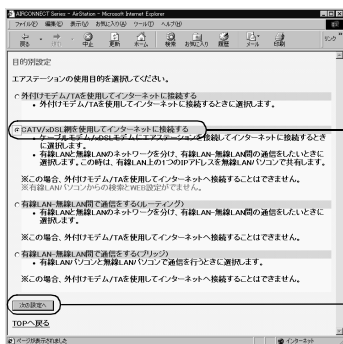 AIRCONNECT Series - AirStation - Microsoft Internet Explorer
ファイル(F) 編集(E) 表示(V) お気に入り(A) ツール(T) ヘルプ(H)
戻る 進む 中止 更新 ホーム 検索 お気に入り 履歴 メール 印刷 リンク
目的別設定
エアステーションの使用目的を選択してください。
外付けモデム/TAを使用してインターネットに接続する
• 外付けモデム/TAを使用してインターネットに接続するときに選択します。
CATV/xDSL網を使用してインターネットに接続する
• ケーブルモデム/xDSLモデムにエアステーションを接続してインターネットに接続するとき
に選択します。
• 有線LANと無線LANのネットワークを分け、有線LAN-無線LAN間の通信をしたいときに
選択します。この時は、有線LAN上の1つのIPアドレスを無線LANパソコンで共有します。
※この場合、外付けモデム/TAを使用してインターネットへ接続することはできません。
※有線LANパソコンからの検索とWEB設定ができません。
有線LAN-無線LAN間で通信をする(ルーティング)
• 有線LANと無線LANのネットワークを分け、有線LAN-無線LAN間の通信をしたいときに
選択します。
※この場合、外付けモデム/TAを使用してインターネットへ接続することはできません。
有線LAN-無線LAN間で通信をする(ブリッジ)
• 有線LANパソコンと無線LANパソコンで通信を行うときに選択します。
※この場合、外付けモデム/TAを使用してインターネットへ接続することはできません。
次の設定へ
TOPへ戻る
ページが表示されました インターネット